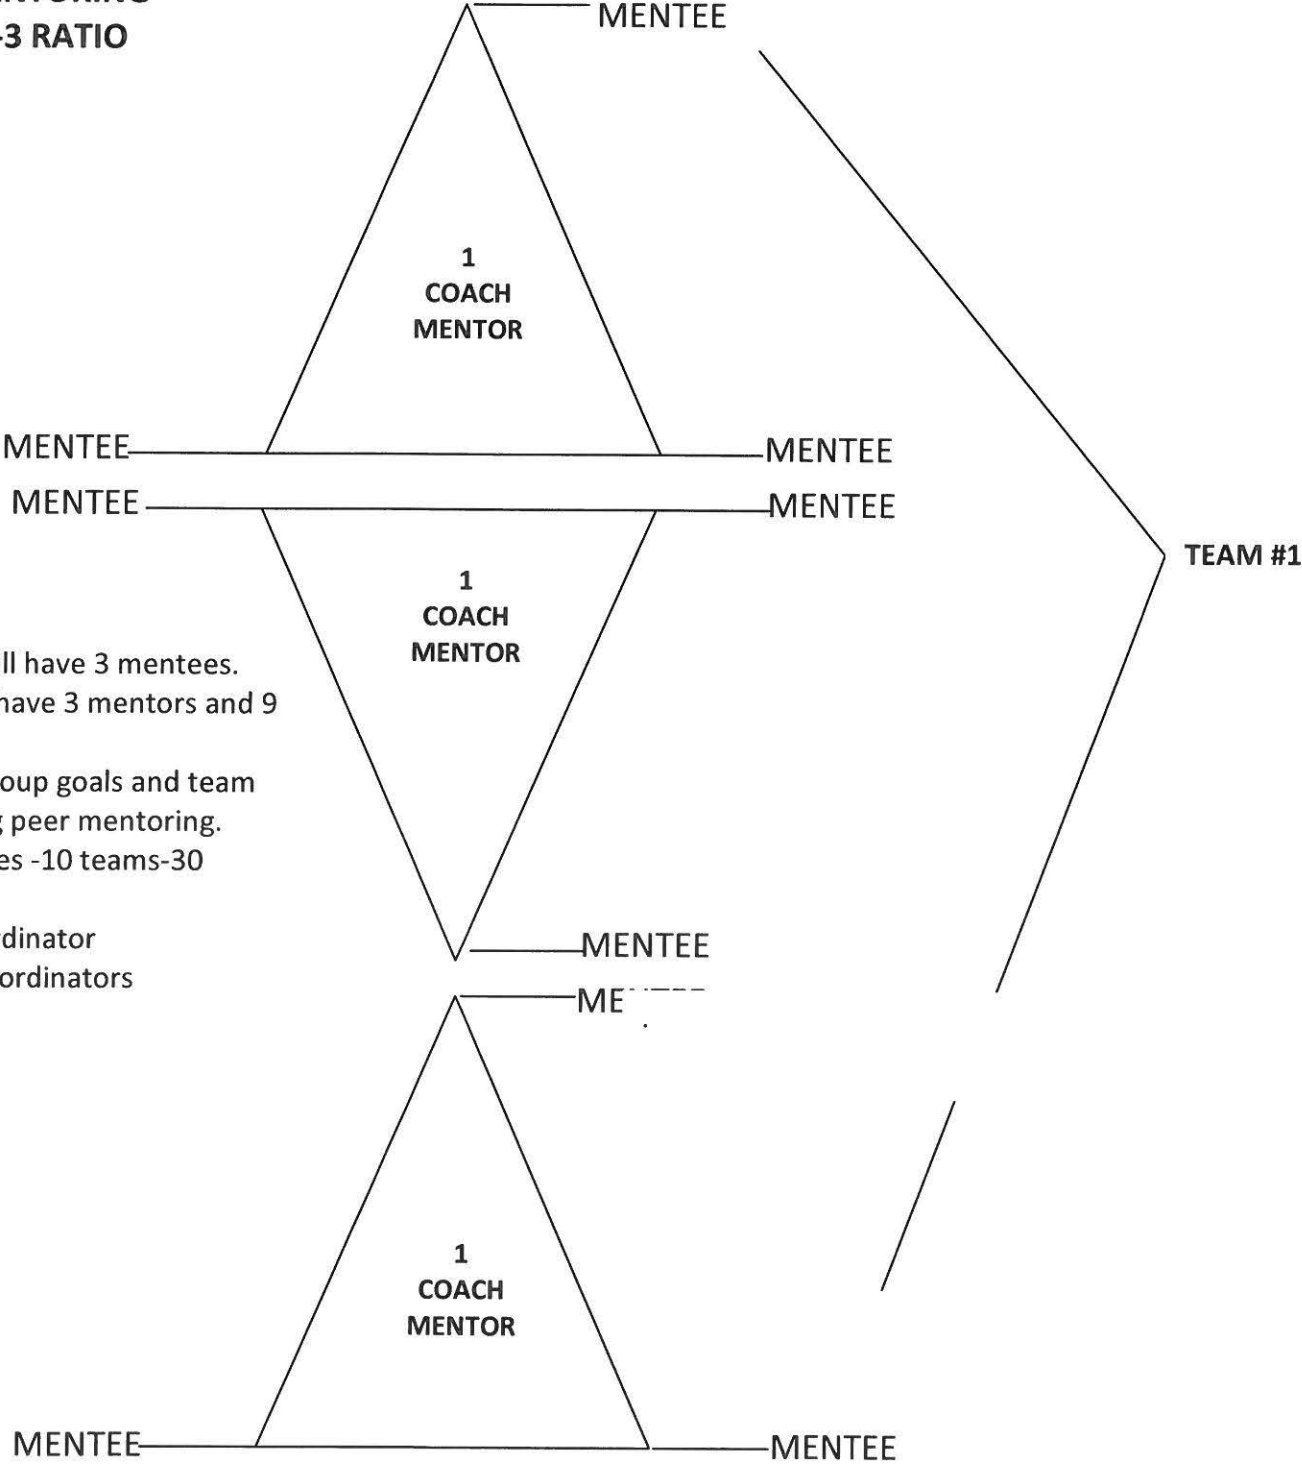 -3 RATIO
MENTEE
1
COACH
MENTOR
MENTEE MENTEE
MENTEE MENTEE
1
COACH
MENTOR
TEAM #1
ll have 3 mentees.
have 3 mentors and 9
oup goals and team
g peer mentoring.
es -10 teams-30
rdinator
ordinators
MENTEE
ME
1
COACH
MENTOR
MENTEE MENTEE